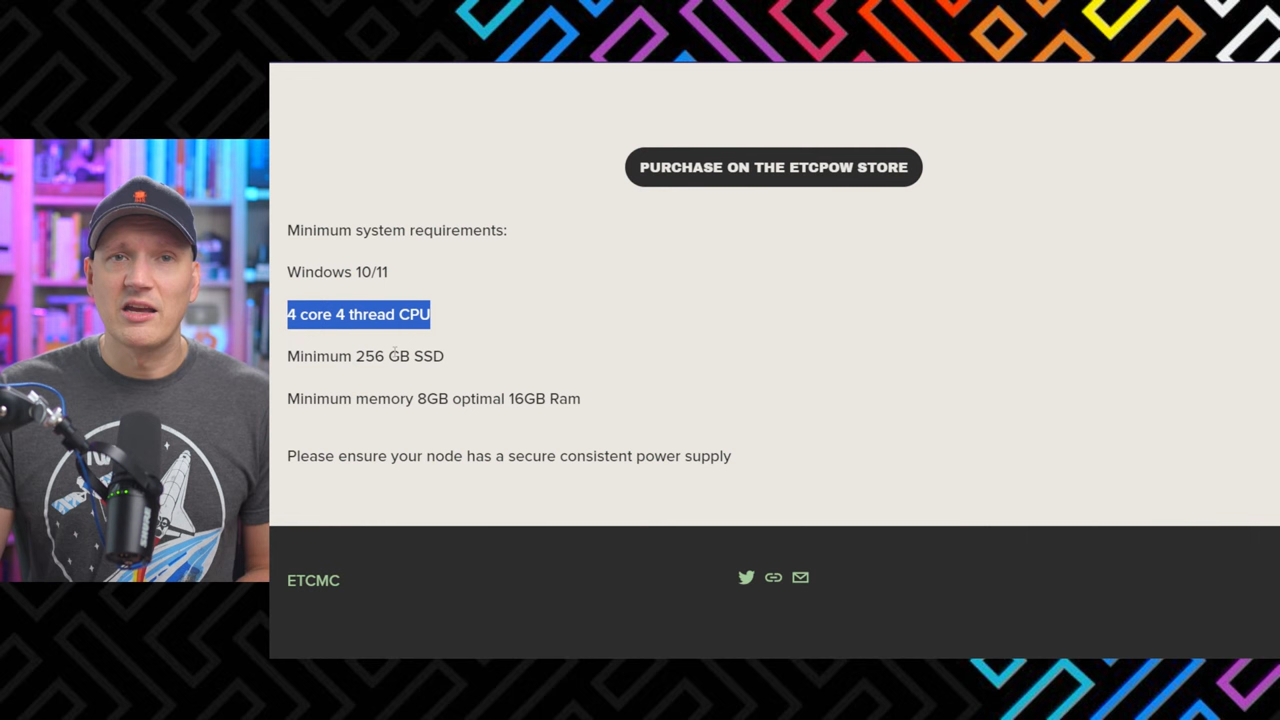 PURCHASE ON THE ETCPOW STORE
Minimum system requirements:
Windows 10/11
4 core 4 thread CPU
Minimum 256 GB SSD
Minimum memory 8GB optimal 16GB Ram
Please ensure your node has a secure consistent power supply
ETCMC
SHURE